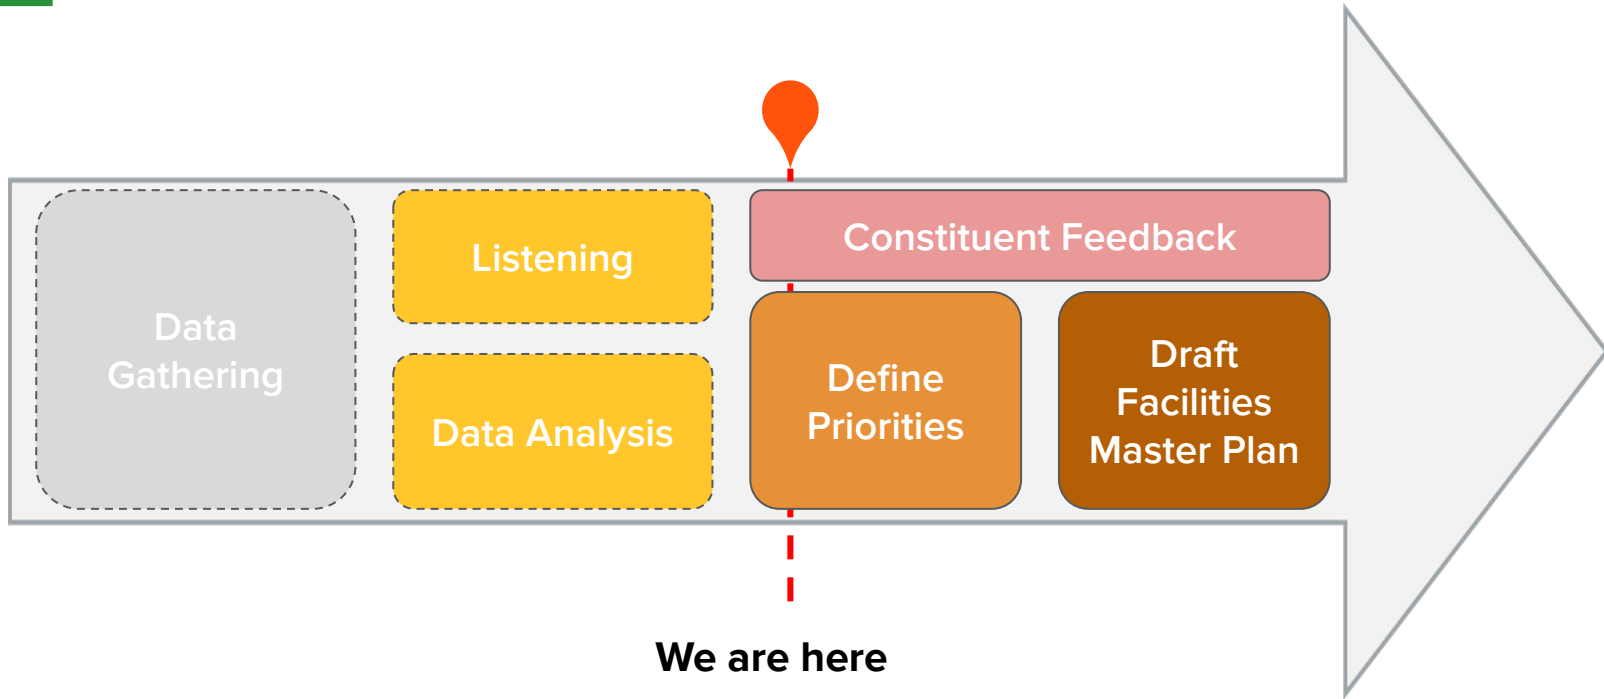 Data
Gathering
Listening
Data Analysis
Constituent Feedback
Define
Priorities
Draft
Facilities
Master Plan
We are here